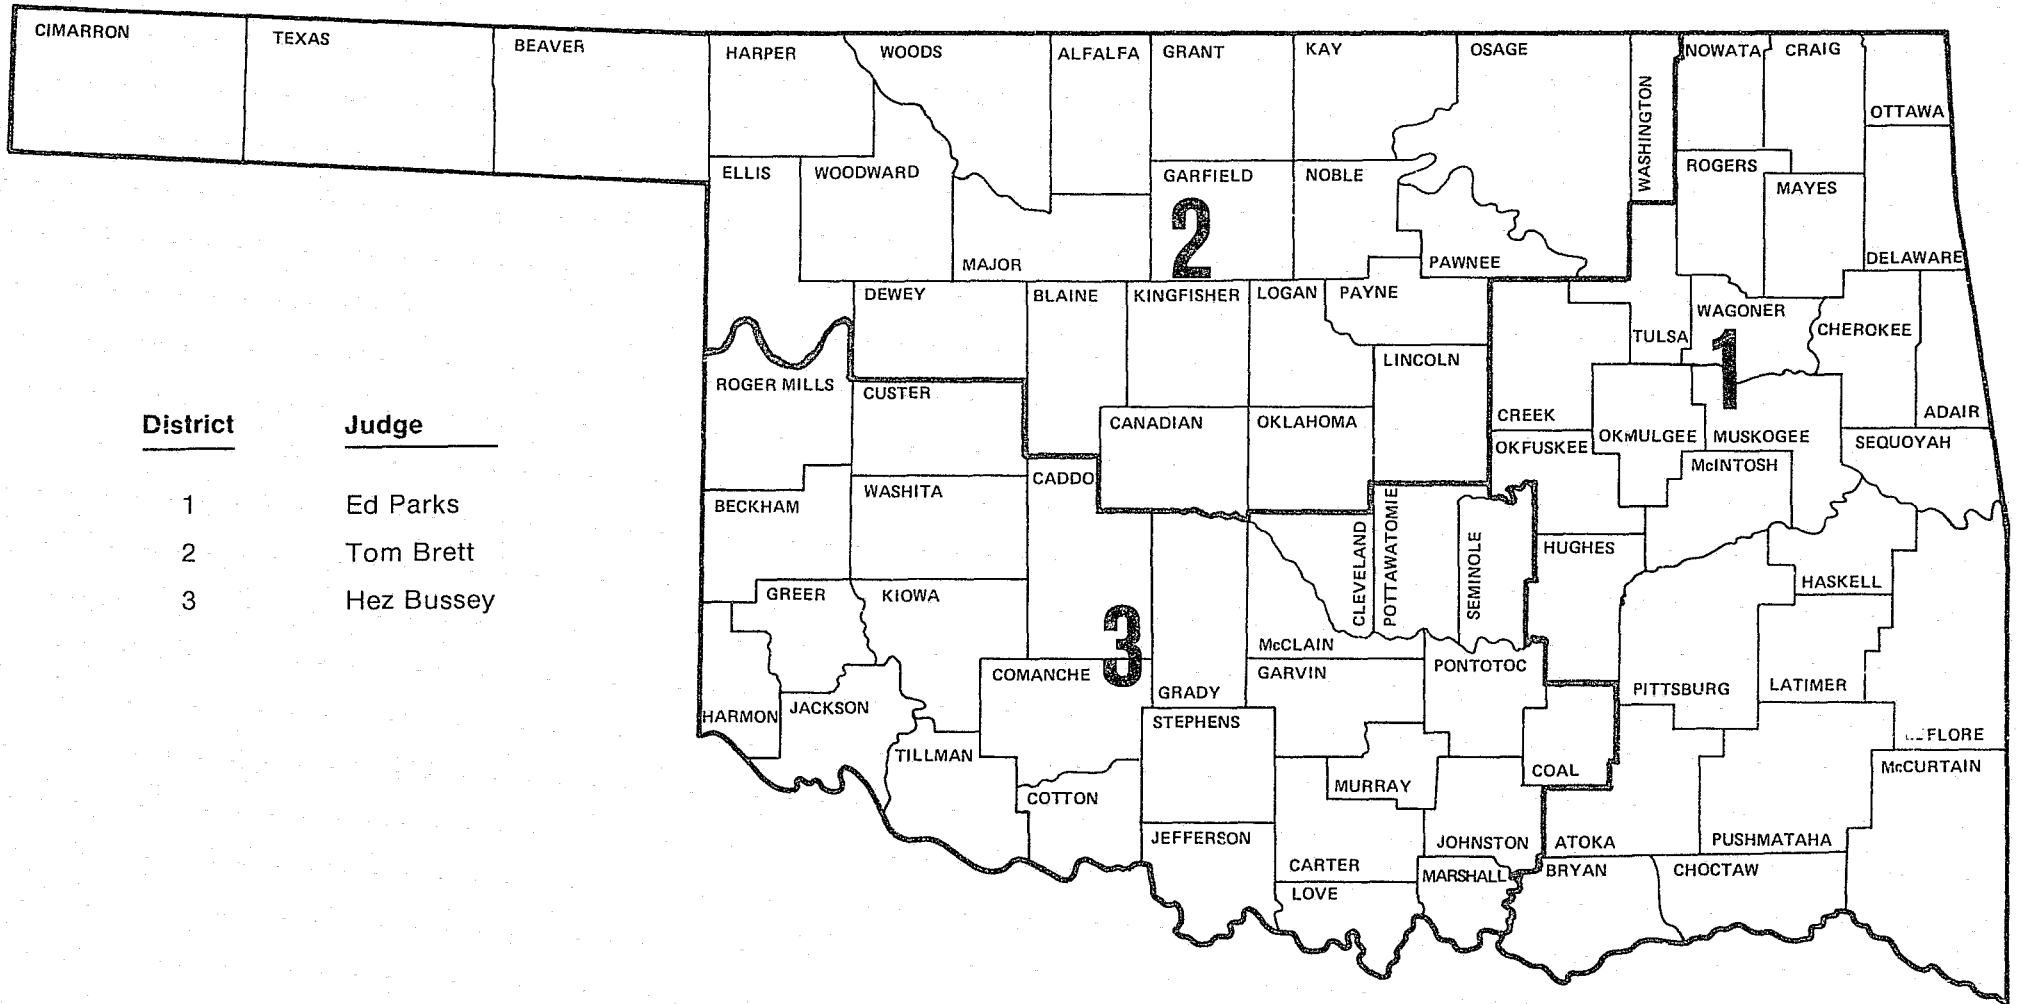 CIMARRON
TEXAS
BEAVER
HARPER
WOODS
ALFALFA
GRANT
KAY
OSAGE
WASHINGTON
NOWATA
CRAIG
OTTAWA
ELLIS
WOODWARD
MAJOR
GARFIELD
NOBLE
2
PAWNEE
ROGERS
MAYES
DELAWARE
DEWEY
BLAINE
KINGFISHER
LOGAN
PAYNE
LINCOLN
TULSA
WAGONER
CHEROKEE
1
ADAIR
ROGER MILLS
CUSTER
CANADIAN
OKLAHOMA
CREEK
OKFUSKEE
OKMULGEE
MUSKOGEE
SEQUOYAH
McINTOSH
District Judge
1 Ed Parks
2 Tom Brett
3 Hez Bussey
BECKHAM
WASHITA
CADDO
CLEVELAND
POTTAWATOMIE
SEMINOLE
HUGHES
HASKELL
GREER
KIOWA
3
McCLAIN
COMANCHE
GRADY
GARVIN
PONTOTOC
PITTSBURG
LATIMER
HARMON
JACKSON
TILLMAN
STEPHENS
COAL
FLORE
McCURTAIN
COTTON
MURRAY
JEFFERSON
JOHNSTON
ATOKA
PUSHMATAHA
CARTER
LOVE
MARSHALL
BRYAN
CHOCTAW